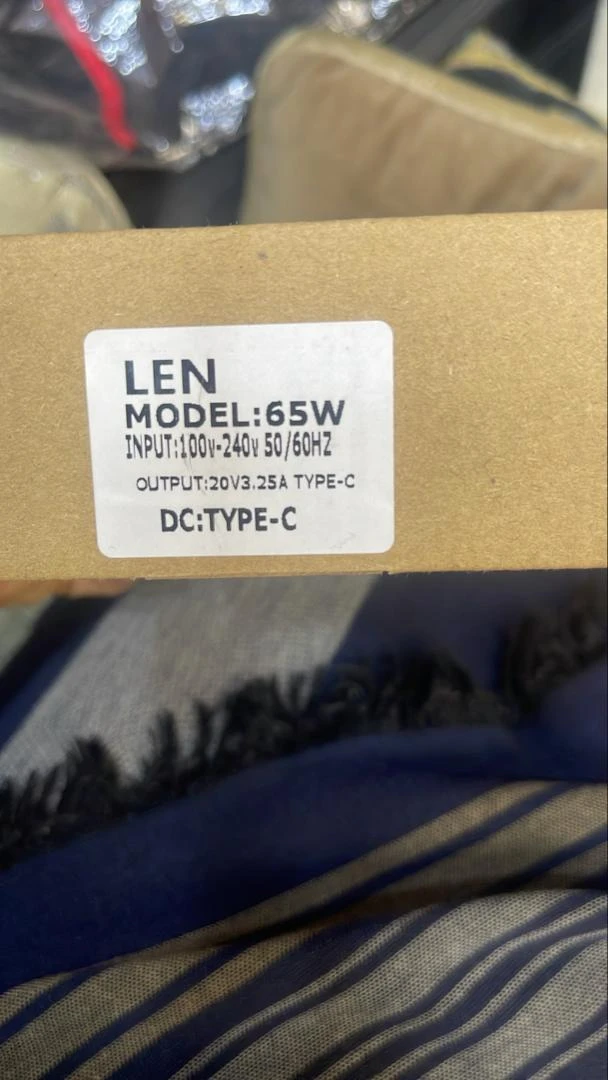 LEN
MODEL:65W
INPUT:100v-240v 50/60HZ
OUTPUT:20V3.25A TYPE-C
DC:TYPE-C